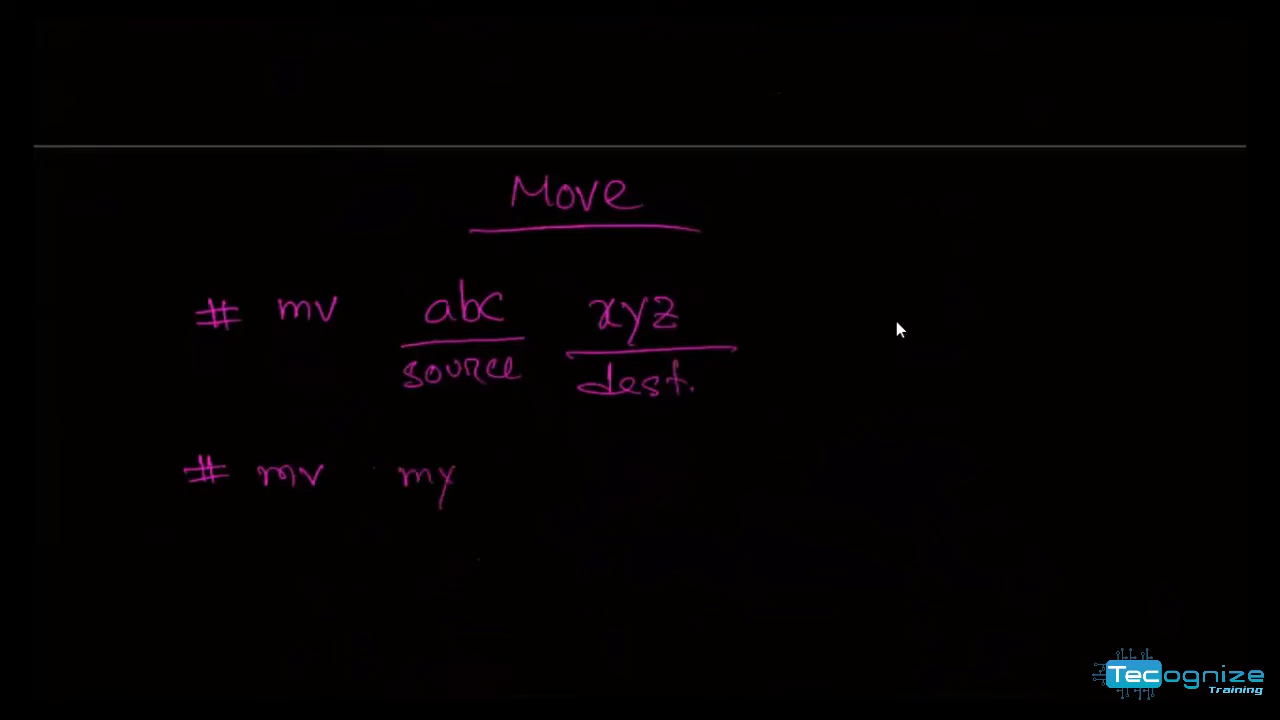 Move
# mv abc xyz
source dest.
# mv my
Tecognize
Training